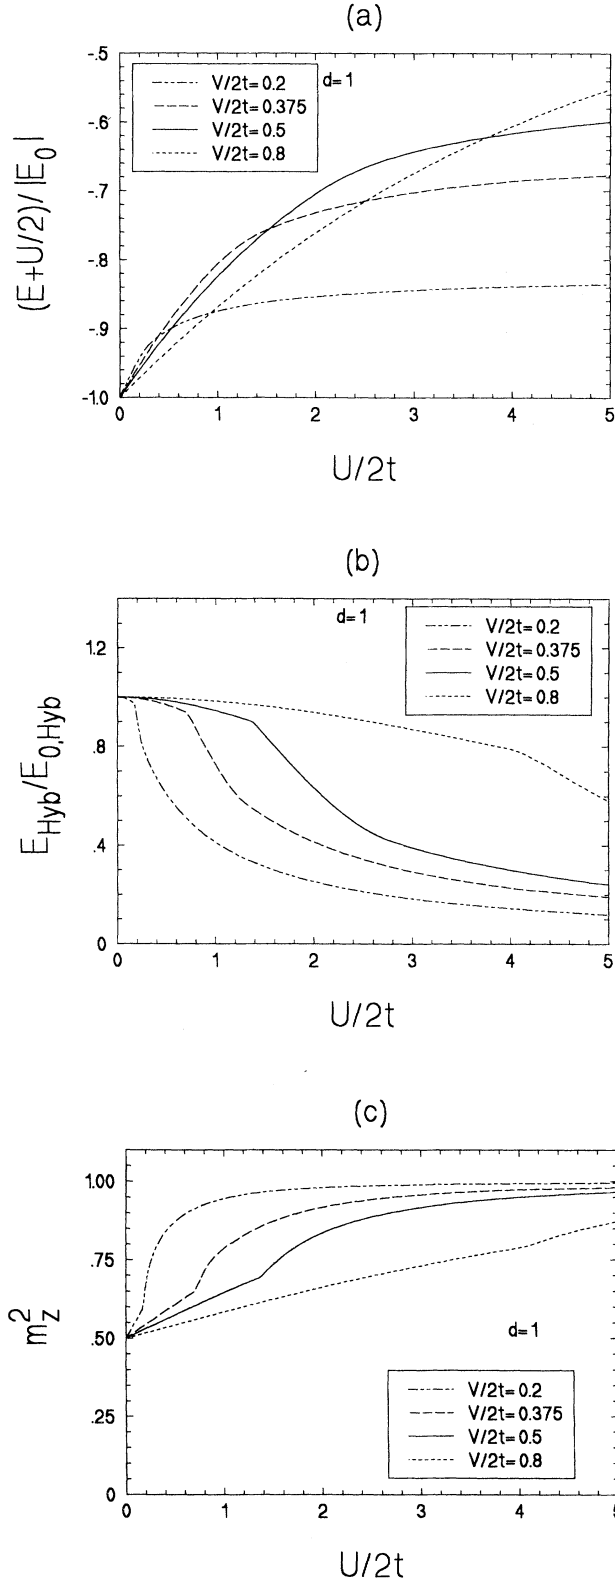 (a)
(E+U/2)/|E₀|
-.5
-.6
-.7
-.8
-.9
-1.0
V/2t=0.2
V/2t=0.375
V/2t=0.5
V/2t=0.8
d=1
0 1 2 3 4 5
U/2t
(b)
E_Hyb/E_0,Hyb
1.2
.8
.4
0
d=1
V/2t=0.2
V/2t=0.375
V/2t=0.5
V/2t=0.8
0 1 2 3 4 5
U/2t
(c)
m_z^2
1.00
.75
.50
.25
0
d=1
V/2t=0.2
V/2t=0.375
V/2t=0.5
V/2t=0.8
0 1 2 3 4 5
U/2t